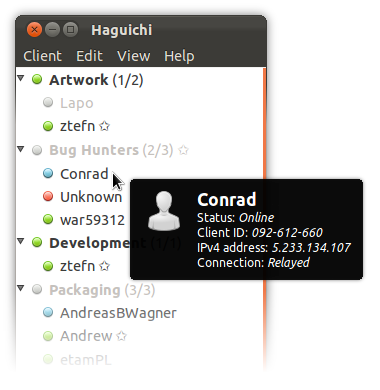 Haguichi
Client Edit View Help
Artwork (1/2)
Lapo
ztefn ✩
Bug Hunters (2/3) ✩
Conrad
Unknown
war59312
Conrad
Status: Online
Client ID: 092-612-660
IPv4 address: 5.233.134.107
Connection: Relayed
Development (1/1)
ztefn ✩
Packaging (3/3)
AndreasBWagner
Andrew ✩
etamPL